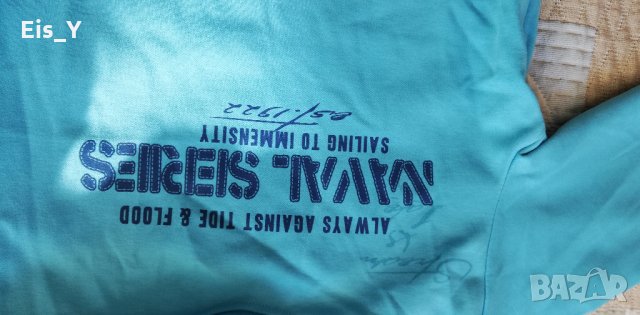 Eis_Y
ALWAYS AGAINST TIDE & FLOOD
NAVAL SERIES
SAILING TO IMMENSITY
EST. 1922
BAZAR